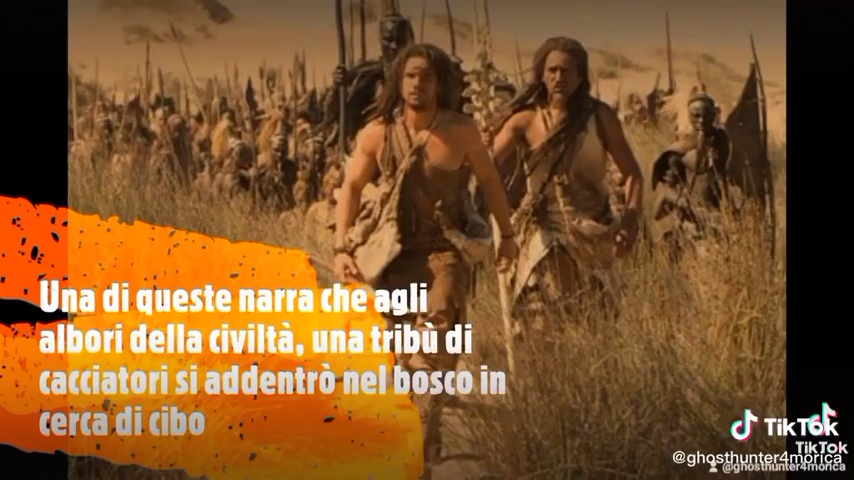 Una di queste narra che agli
albori della civiltà, una tribù di
cacciatori si addentrò nel bosco in
cerca di cibo
TikTok
TikTok
@ghosthunter4morica
@ghosthunter4morica